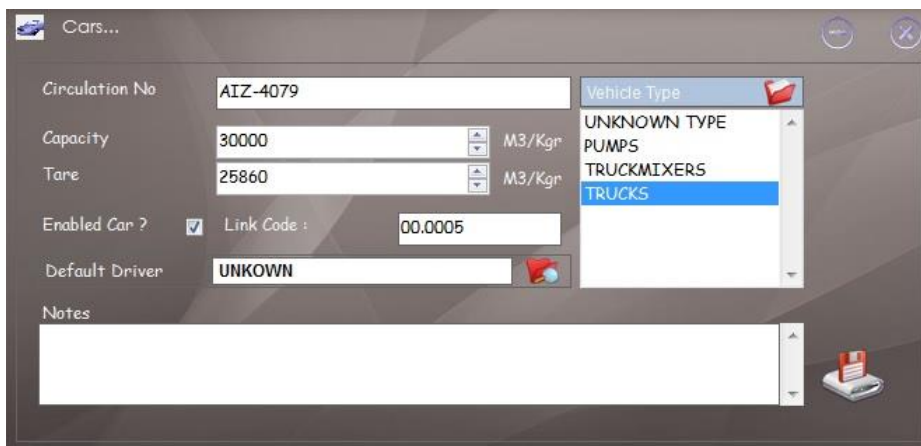 Cars...
Circulation No
AIZ-4079
Vehicle Type
Capacity
30000
M3/Kgr
Tare
25860
M3/Kgr
UNKNOWN TYPE
PUMPS
TRUCKMIXERS
TRUCKS
Enabled Car ?
Link Code :
00.0005
Default Driver
UNKOWN
Notes